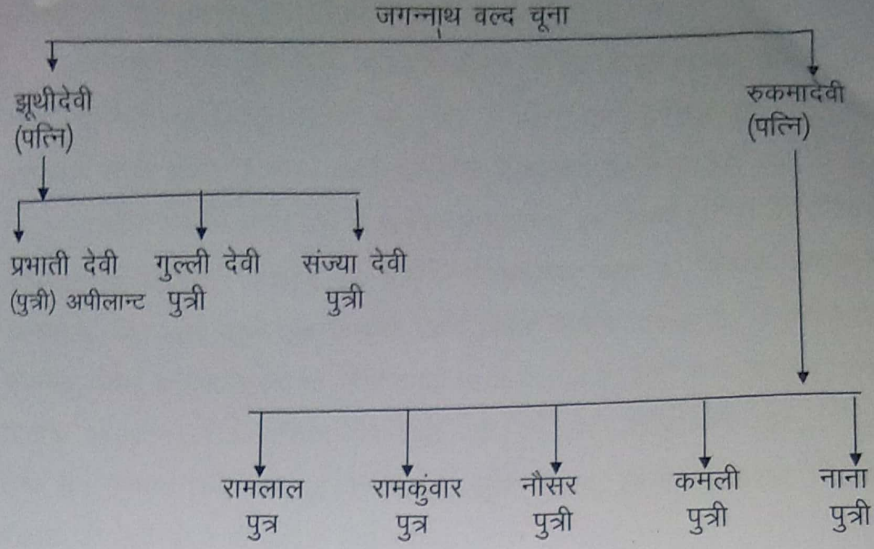 जगन्नाथ वल्द चूना
झूथीदेवी
(पत्नि)
रुकमादेवी
(पत्नि)
प्रभाती देवी गुल्ली देवी संज्या देवी
(पुत्री) अपीलान्ट पुत्री पुत्री
रामलाल रामकुंवार नौसर कमली नाना
पुत्र पुत्र पुत्री पुत्री पुत्री